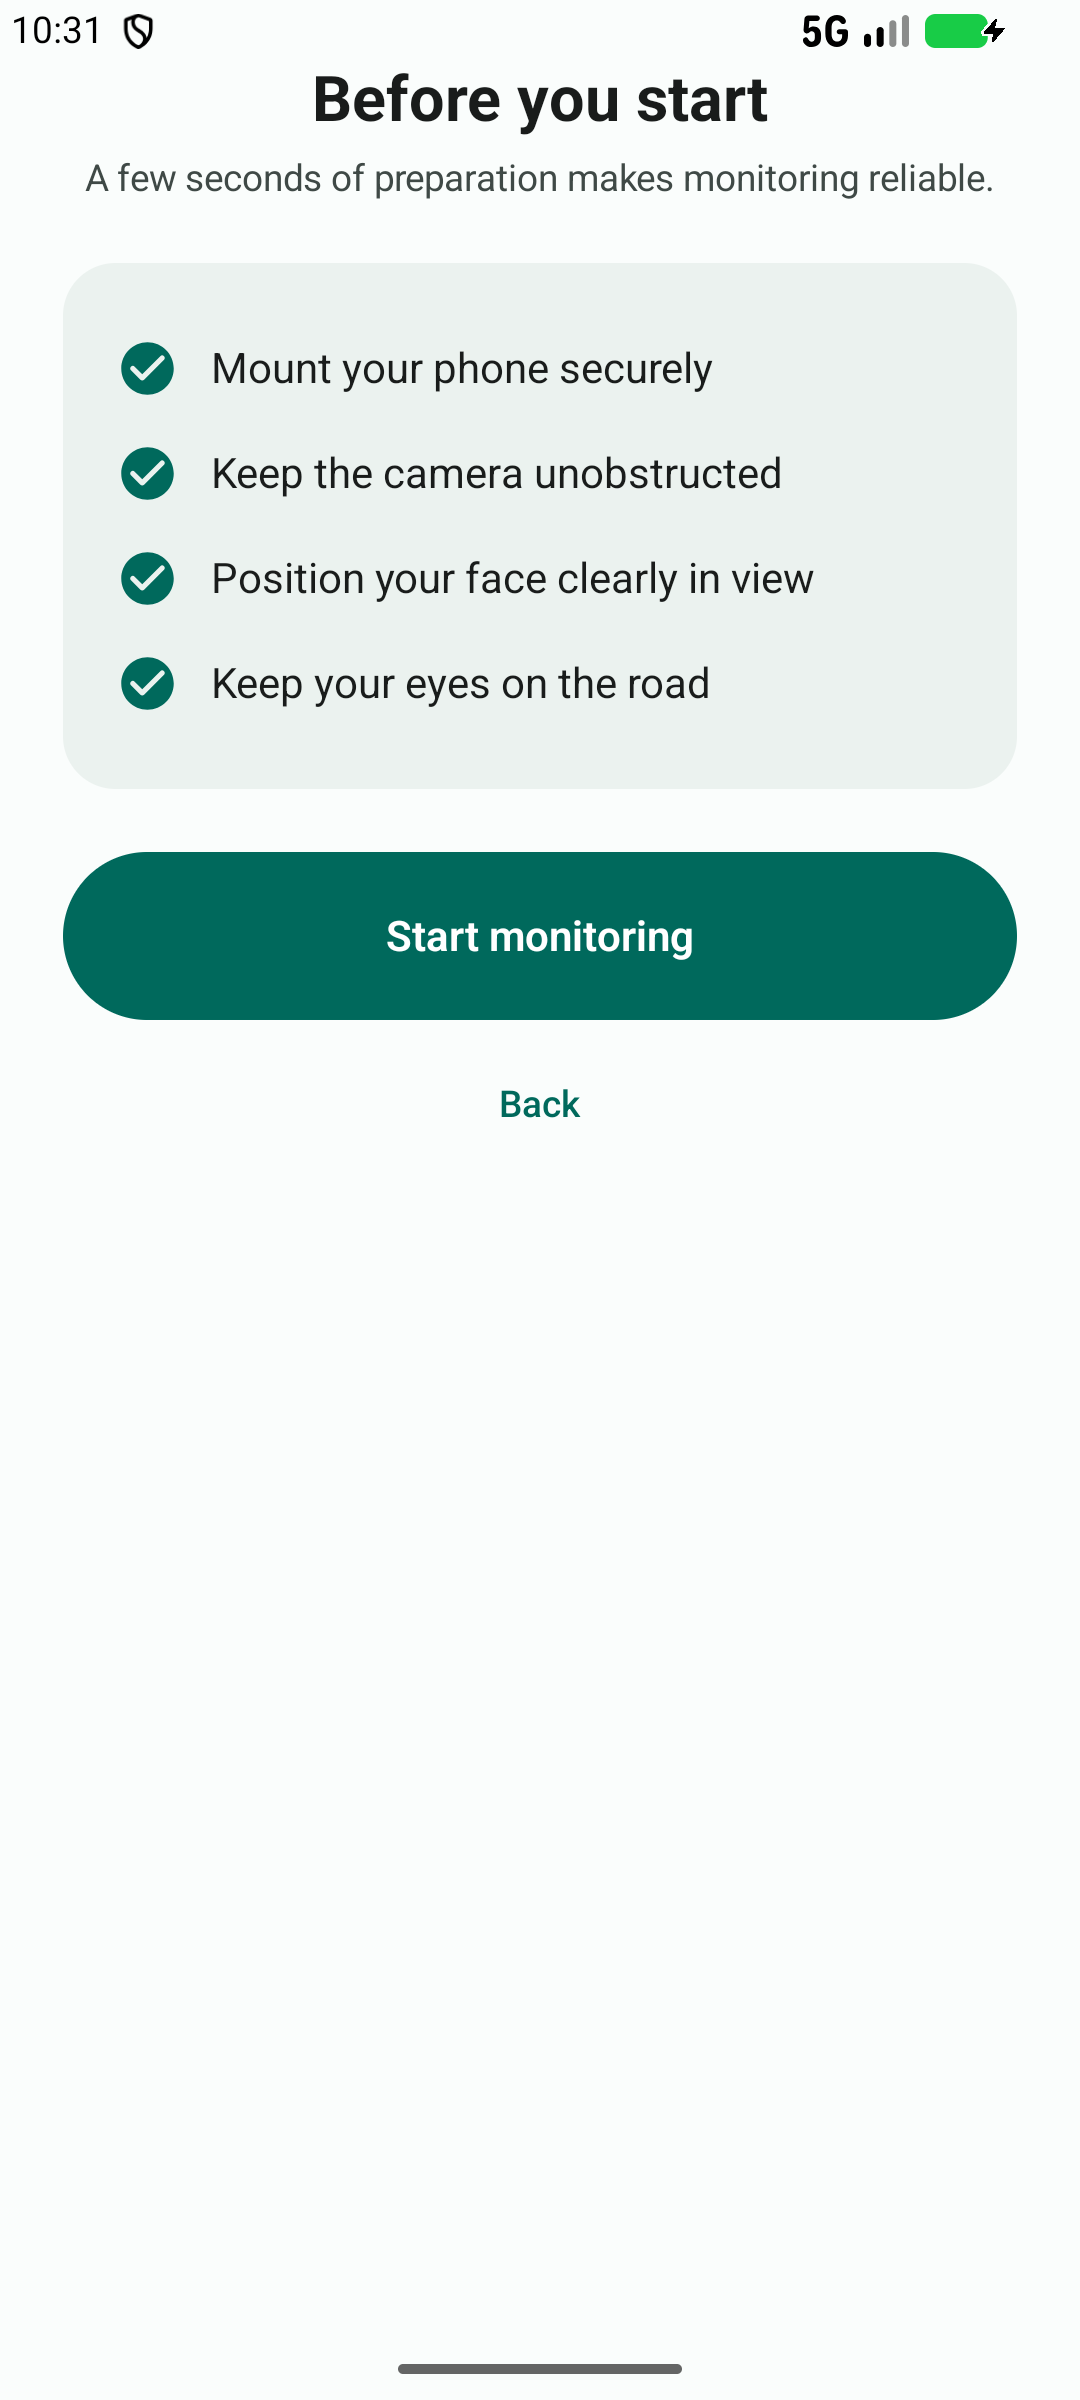 10:31
5G
Before you start
A few seconds of preparation makes monitoring reliable.
Mount your phone securely
Keep the camera unobstructed
Position your face clearly in view
Keep your eyes on the road
Start monitoring
Back